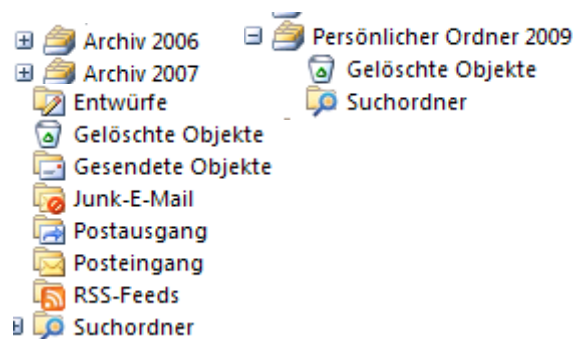 Archiv 2006
Archiv 2007
Entwürfe
Gelöschte Objekte
Gesendete Objekte
Junk-E-Mail
Postausgang
Posteingang
RSS-Feeds
Suchordner
Persönlicher Ordner 2009
Gelöschte Objekte
Suchordner